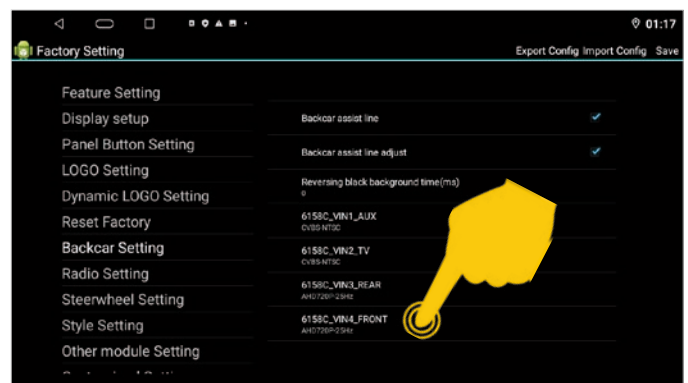 01:17
Factory Setting
Export Config Import Config Save
Feature Setting
Display setup
Panel Button Setting
LOGO Setting
Dynamic LOGO Setting
Reset Factory
Backcar Setting
Radio Setting
Steerwheel Setting
Style Setting
Other module Setting
Backcar assist line
Backcar assist line adjust
Reversing black background time(ms)
0
6158C_VIN1_AUX
CVBS-NTSC
6158C_VIN2_TV
CVBS-NTSC
6158C_VIN3_REAR
AHD720P-25Hz
6158C_VIN4_FRONT
AHD720P-25Hz